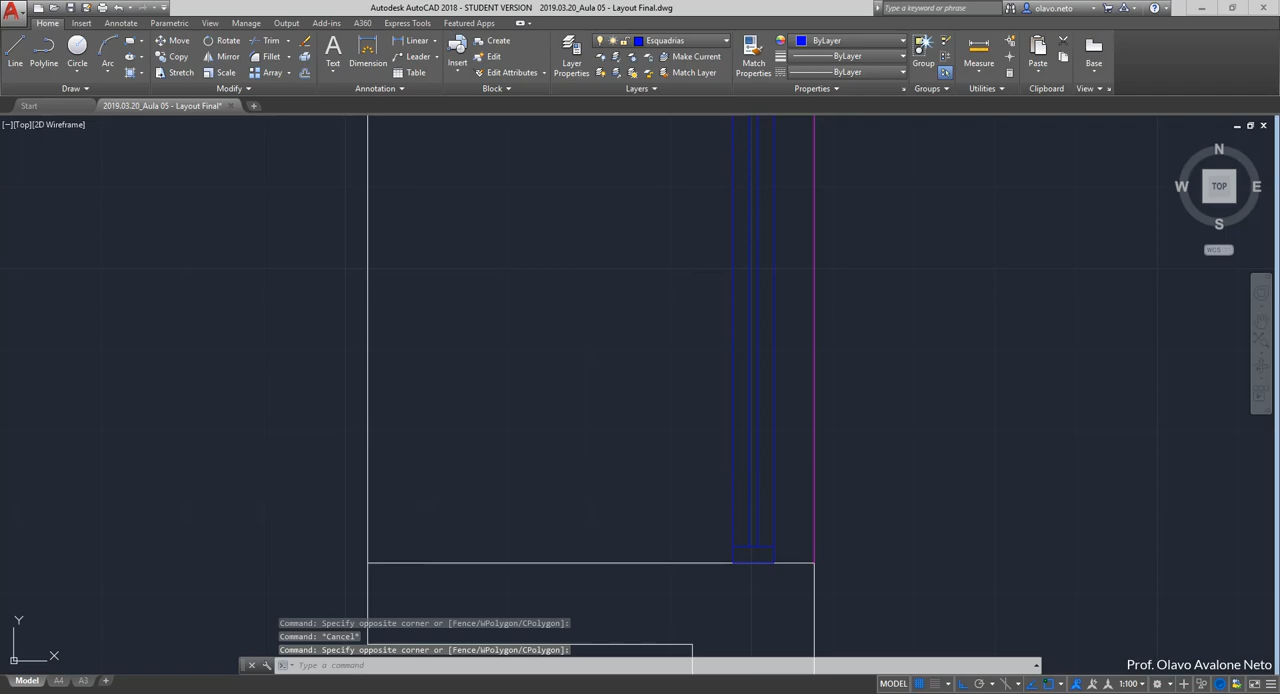 Autodesk AutoCAD 2018 - STUDENT VERSION 2019.03.20_Aula 05 - Layout Final.dwg
Type a keyword or phrase
olavo.neto
Home Insert Annotate Parametric View Manage Output Add-ins A360 Express Tools Featured Apps
Line Polyline Circle Arc
Move Rotate Trim
Copy Mirror Fillet
Stretch Scale Array
Text Dimension
Linear
Leader
Table
Insert
Create
Edit
Edit Attributes
Layer Properties
Esquadrias
Make Current
Match Layer
Match Properties
ByLayer
ByLayer
ByLayer
Group
Measure
Paste
Base
Draw Modify Annotation Block Layers Properties Groups Utilities Clipboard View
Start 2019.03.20_Aula 05 - Layout Final*
[−][Top][2D Wireframe]
N
W TOP E
S
WCS
Y
X
Command: Specify opposite corner or [Fence/WPolygon/CPolygon]:
Command: *Cancel*
Command: Specify opposite corner or [Fence/WPolygon/CPolygon]:
Type a command
Prof. Olavo Avalone Neto
Model A4 A3
MODEL 1:100